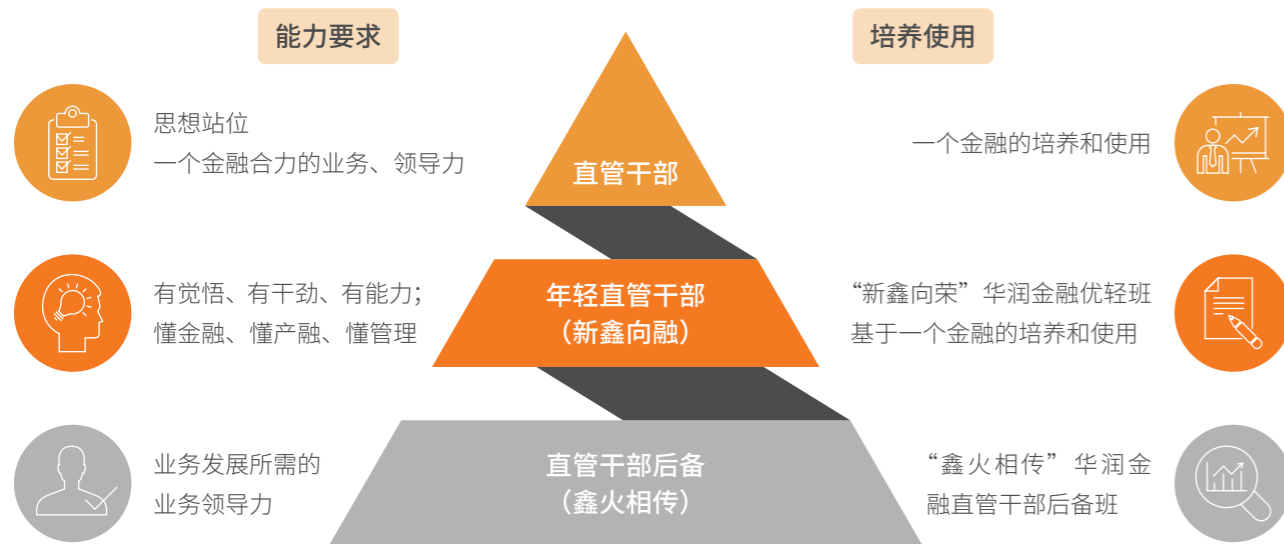 能力要求
培养使用
思想站位
一个金融合力的业务、领导力
直管干部
一个金融的培养和使用
有觉悟、有干劲、有能力；
懂金融、懂产融、懂管理
年轻直管干部
（新鑫向融）
“新鑫向荣”华润金融优轻班
基于一个金融的培养和使用
业务发展所需的
业务领导力
直管干部后备
（鑫火相传）
“鑫火相传”华润金
融直管干部后备班